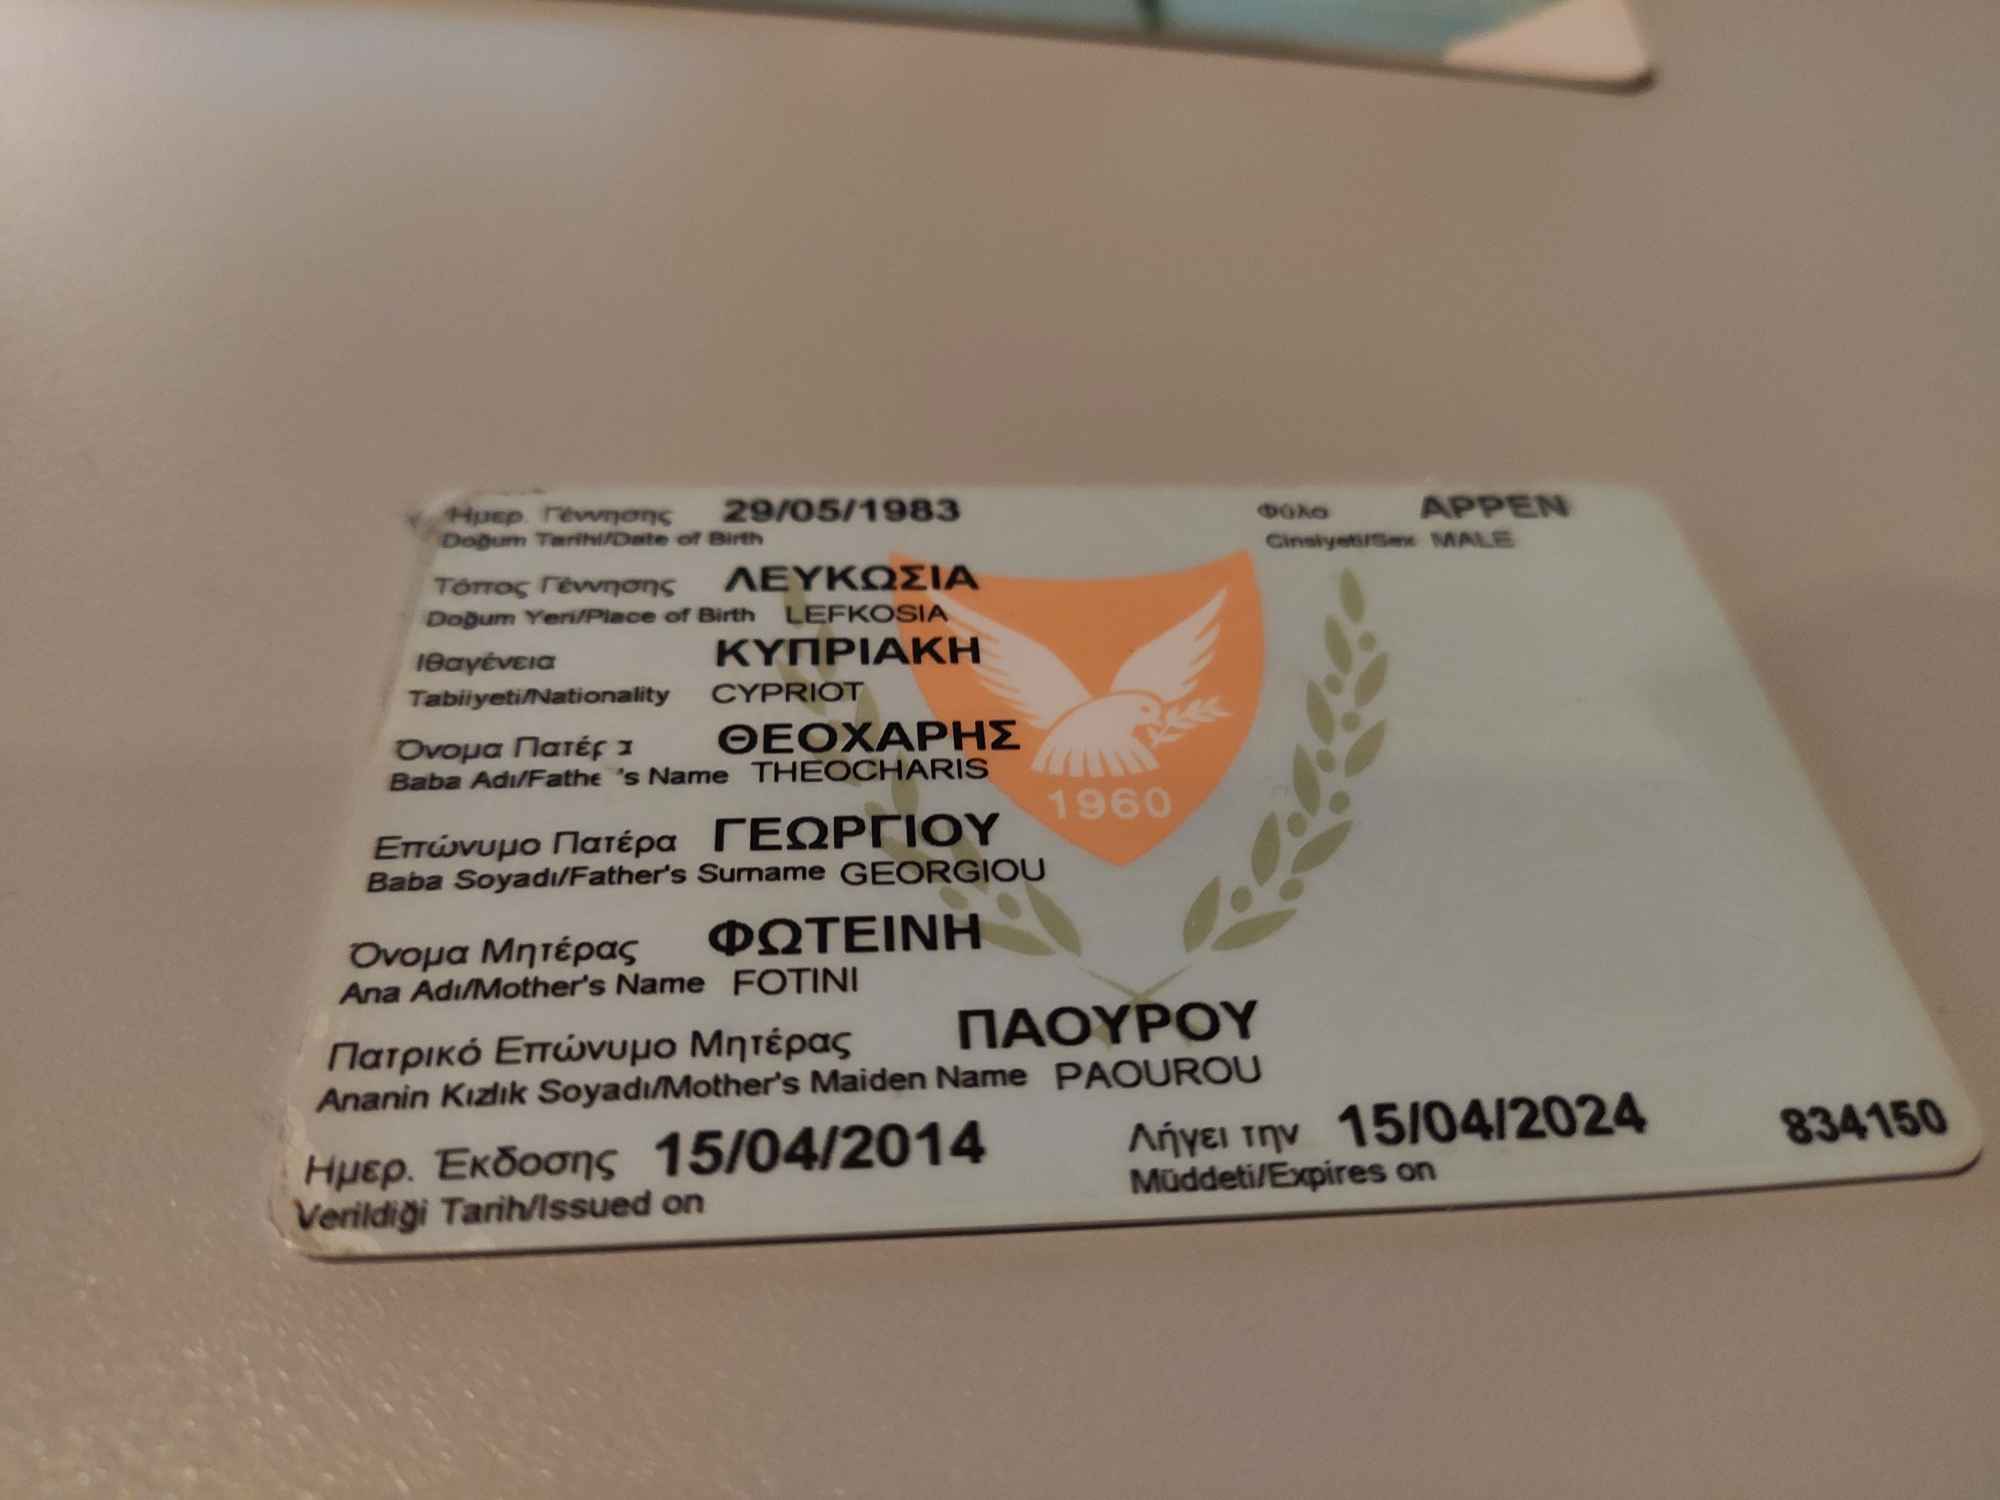 Ημερ. Γέννησης 29/05/1983 Φύλο ΑΡΡΕΝ
Doğum Tarihi/Date of Birth Cinsiyeti/Sex MALE
Τόπος Γέννησης ΛΕΥΚΩΣΙΑ
Doğum Yeri/Place of Birth LEFKOSIA
Ιθαγένεια ΚΥΠΡΙΑΚΗ
Tabiiyeti/Nationality CYPRIOT
Όνομα Πατέρα ΘΕΟΧΑΡΗΣ
Baba Adı/Father's Name THEOCHARIS
1960
Επώνυμο Πατέρα ΓΕΩΡΓΙΟΥ
Baba Soyadı/Father's Surname GEORGIOU
Όνομα Μητέρας ΦΩΤΕΙΝΗ
Ana Adı/Mother's Name FOTINI
Πατρικό Επώνυμο Μητέρας ΠΑΟΥΡΟΥ
Ananin Kızlık Soyadı/Mother's Maiden Name PAOUROU
Ημερ. Έκδοσης 15/04/2014 Λήγει την 15/04/2024 834150
Verildiği Tarih/Issued on Müddeti/Expires on